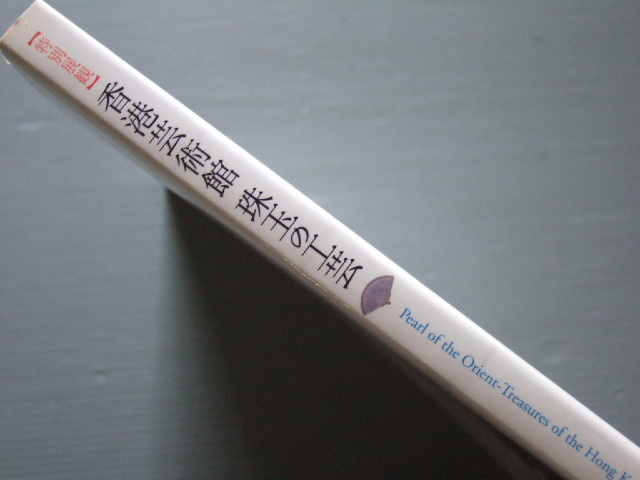 【特別展観】
香港芸術館 珠玉の工芸
Pearl of the Orient-Treasures of the Hong